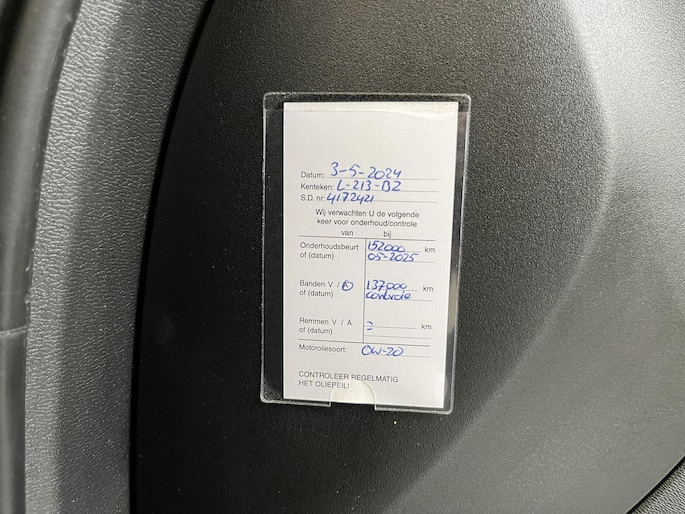 Datum: 3-5-2024
Kenteken: L-213-BZ
S.D. nr: 4172421
Wij verwachten U de volgende
keer voor onderhoud/controle
van bij
Onderhoudsbeurt 152000 km
of (datum) 05-2025
Banden V / A 137000 km
of (datum) controle
Remmen V / A - km
of (datum) -
Motoroliesoort: OW-20
CONTROLEER REGELMATIG
HET OLIEPEIL!